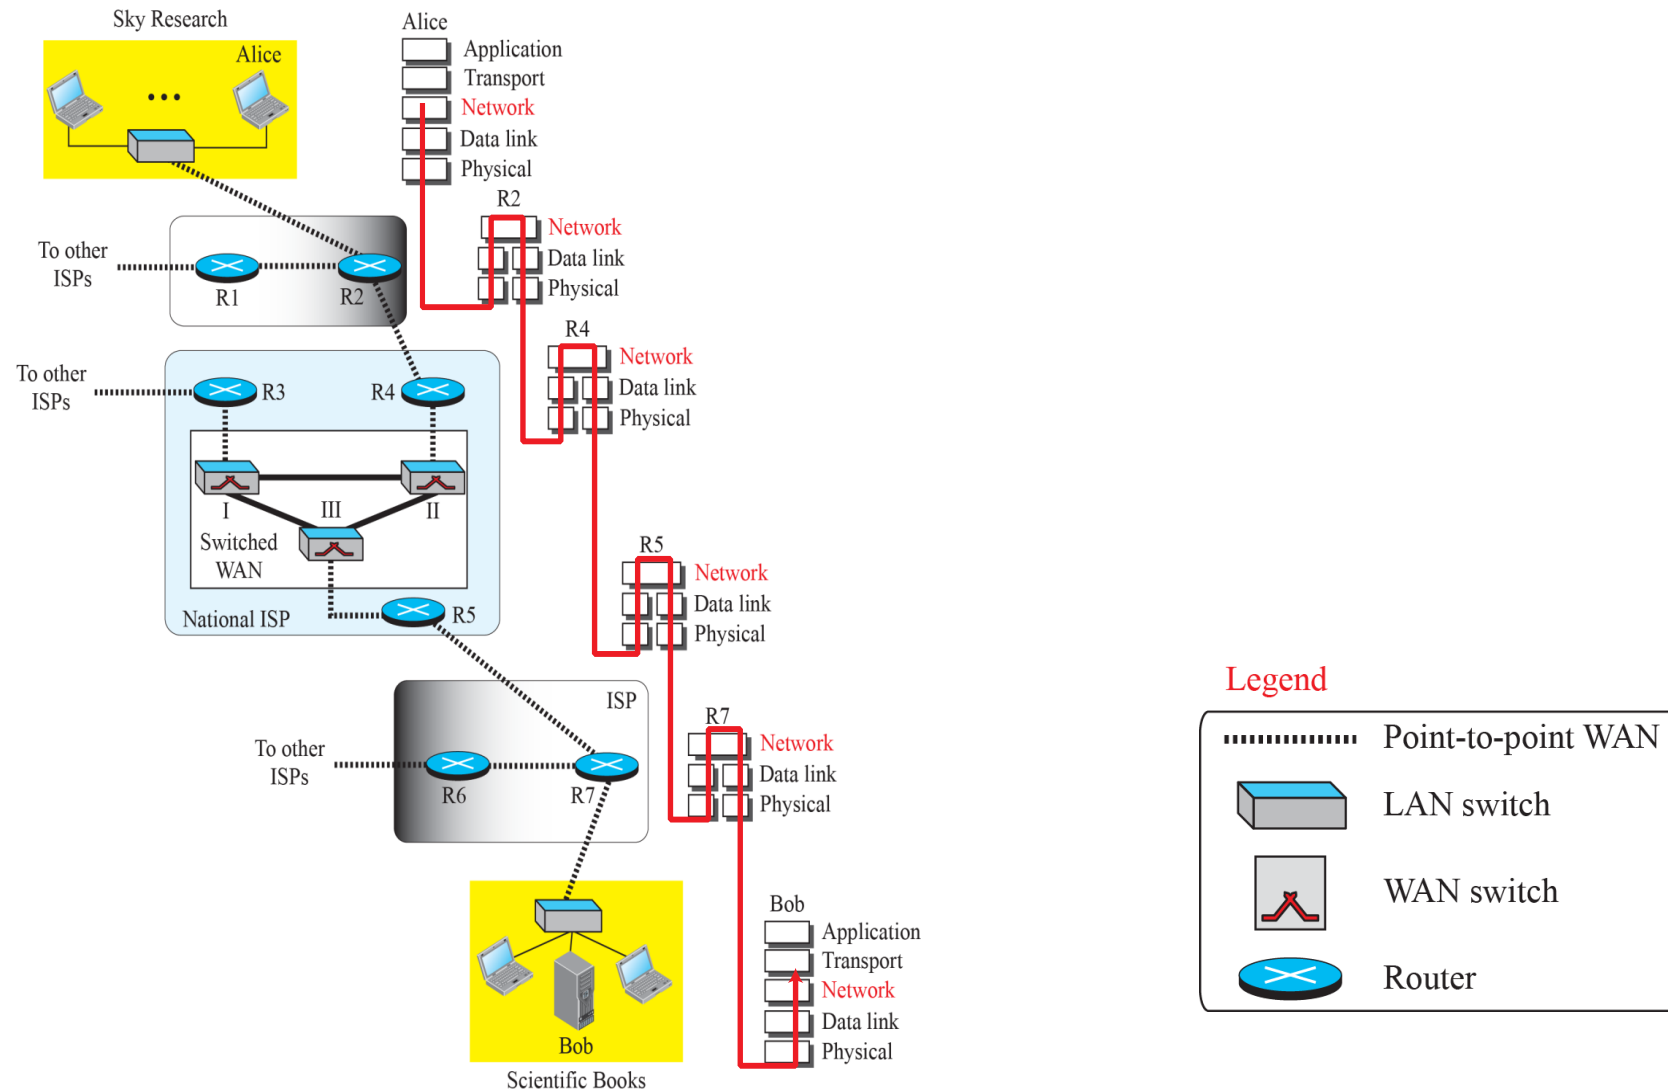 Sky Research
Alice
Alice
Application
Transport
Network
Data link
Physical
R2
Network
Data link
Physical
To other
ISPs
R1
R2
R4
Network
Data link
Physical
To other
ISPs
R3
R4
I
III
II
Switched
WAN
National ISP
R5
R5
Network
Data link
Physical
ISP
To other
ISPs
R6
R7
R7
Network
Data link
Physical
Bob
Scientific Books
Bob
Application
Transport
Network
Data link
Physical
Legend
Point-to-point WAN
LAN switch
WAN switch
Router